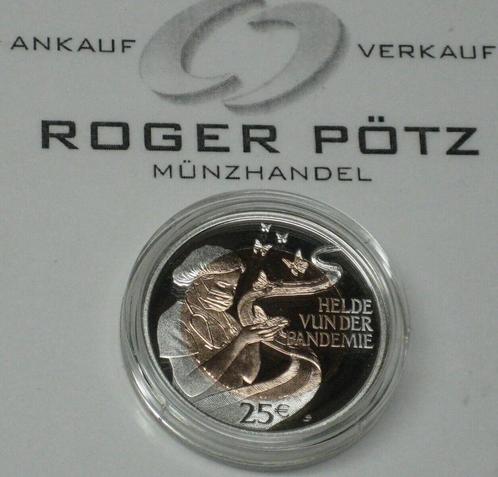 ANKAUF VERKAUF
ROGER PÖTZ
MÜNZHANDEL
HELDE
VUN DER
PANDEMIE
25€